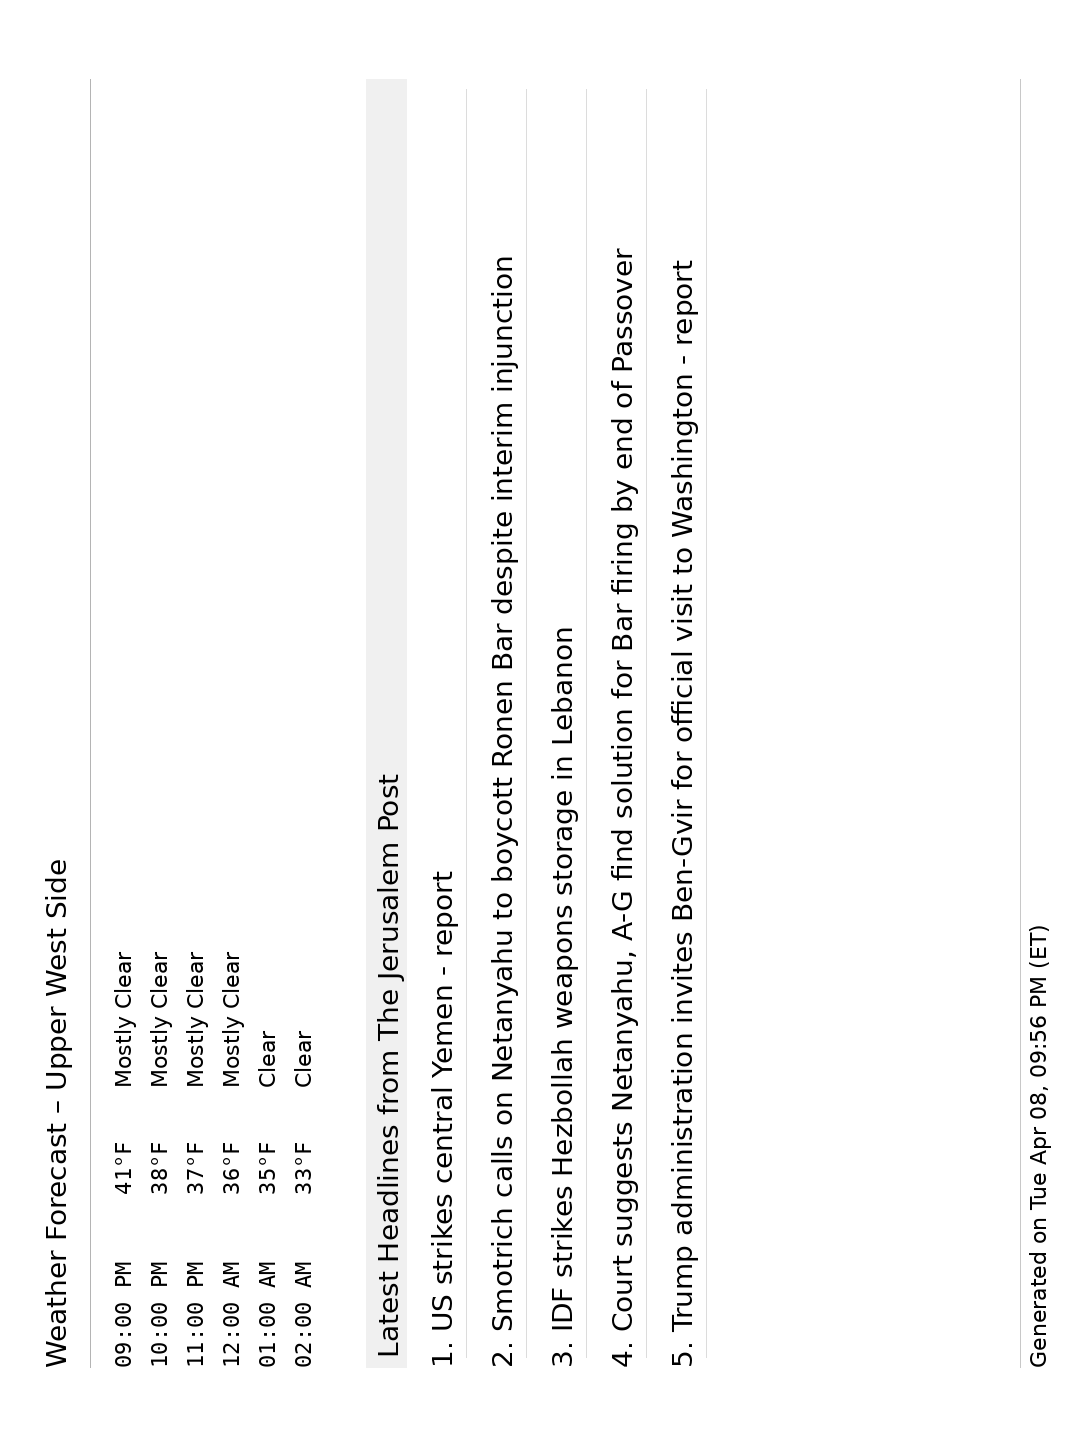 Weather Forecast – Upper West Side
09:00 PM 41°F Mostly Clear
10:00 PM 38°F Mostly Clear
11:00 PM 37°F Mostly Clear
12:00 AM 36°F Mostly Clear
01:00 AM 35°F Clear
02:00 AM 33°F Clear
Latest Headlines from The Jerusalem Post
1. US strikes central Yemen - report
2. Smotrich calls on Netanyahu to boycott Ronen Bar despite interim injunction
3. IDF strikes Hezbollah weapons storage in Lebanon
4. Court suggests Netanyahu, A-G find solution for Bar firing by end of Passover
5. Trump administration invites Ben-Gvir for official visit to Washington - report
Generated on Tue Apr 08, 09:56 PM (ET)